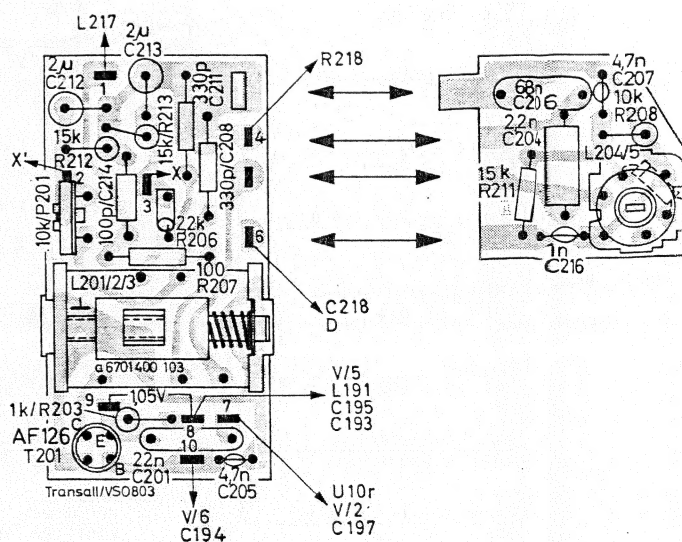 L217
2µ
C213
2µ
C212
1
15k
R212
15k/R213
330p
C211
330p/C208
4
R218
X'
2
10k/P201
100p/C214
3
X
22k
R206
6
100
R207
C218
D
L201/2/3
a 6701400 103
9
1,05V
1k/R203
8
7
10
AF126
T201
C
E
B
22n
C201
4,7n
C205
Transall/VS0803
V/5
L191
C195
C193
U10r
V/2
C197
V/6
C194
68n
C206
4,7n
C207
10k
R208
22n
C204
L204/5
15k
R211
1n
C216